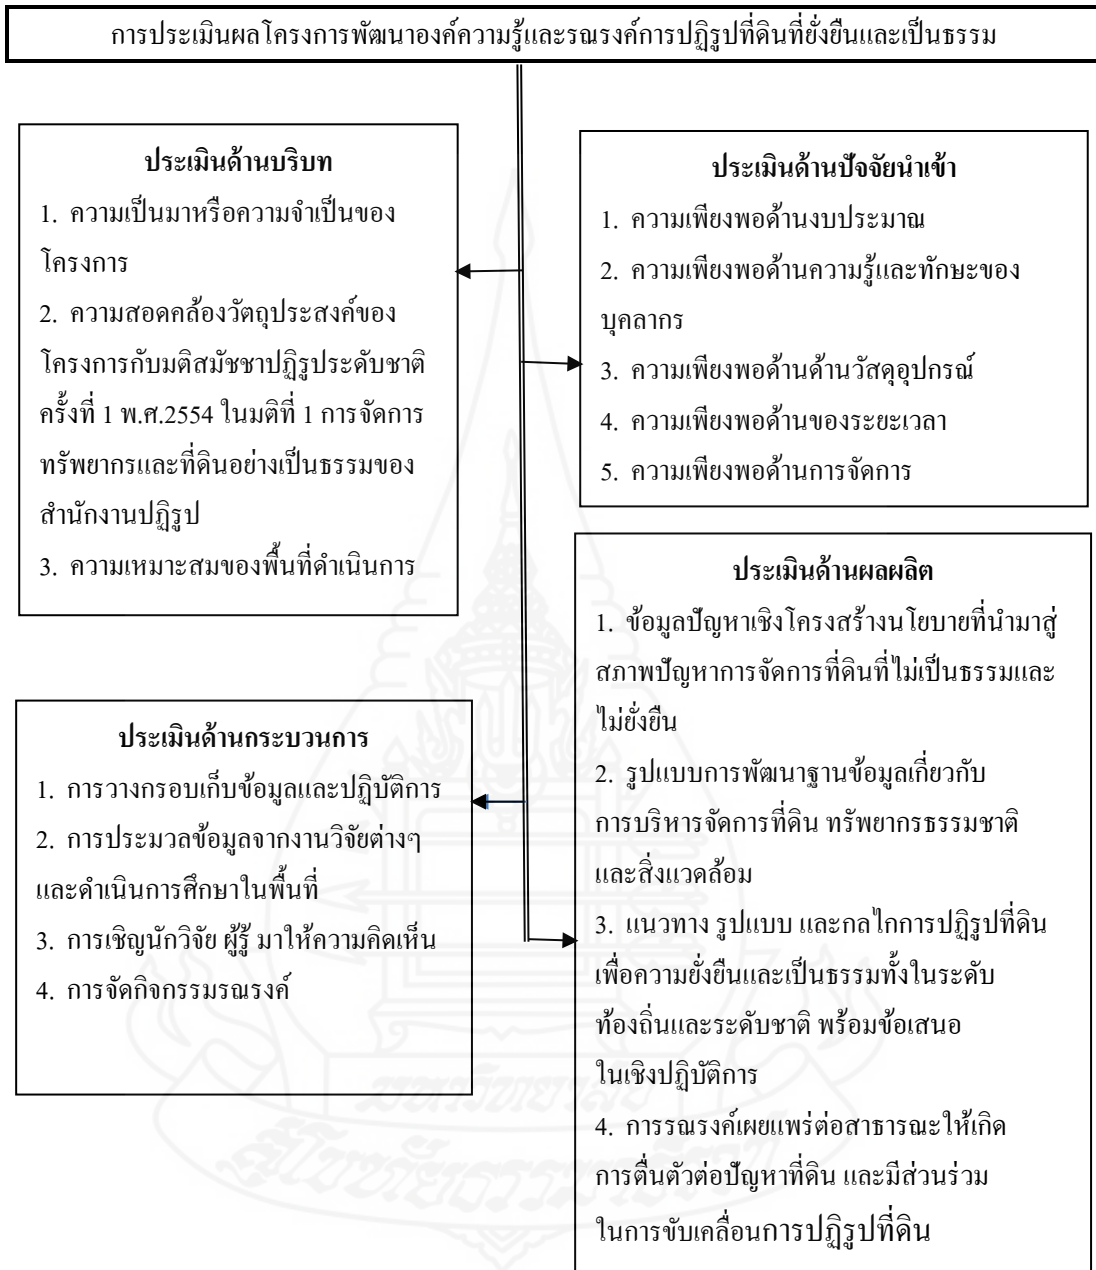 การประเมินผลโครงการพัฒนาองค์ความรู้และรณรงค์การปฏิรูปที่ดินที่ยั่งยืนและเป็นธรรม
ประเมินด้านบริบท
1. ความเป็นมาหรือความจำเป็นของ
โครงการ
2. ความสอดคล้องวัตถุประสงค์ของ
โครงการกับมติสมัชชาปฏิรูประดับชาติ
ครั้งที่ 1 พ.ศ.2554 ในมติที่ 1 การจัดการ
ทรัพยากรและที่ดินอย่างเป็นธรรมของ
สำนักงานปฏิรูป
3. ความเหมาะสมของพื้นที่ดำเนินการ
ประเมินด้านปัจจัยนำเข้า
1. ความเพียงพอด้านงบประมาณ
2. ความเพียงพอด้านความรู้และทักษะของ
บุคลากร
3. ความเพียงพอด้านด้านวัสดุอุปกรณ์
4. ความเพียงพอด้านของระยะเวลา
5. ความเพียงพอด้านการจัดการ
ประเมินด้านกระบวนการ
1. การวางกรอบเก็บข้อมูลและปฏิบัติการ
2. การประมวลข้อมูลจากงานวิจัยต่างๆ
และดำเนินการศึกษาในพื้นที่
3. การเชิญนักวิจัย ผู้รู้ มาให้ความคิดเห็น
4. การจัดกิจกรรมรณรงค์
ประเมินด้านผลผลิต
1. ข้อมูลปัญหาเชิงโครงสร้างนโยบายที่นำมาสู่
สภาพปัญหาการจัดการที่ดินที่ไม่เป็นธรรมและ
ไม่ยั่งยืน
2. รูปแบบการพัฒนาฐานข้อมูลเกี่ยวกับ
การบริหารจัดการที่ดิน ทรัพยากรธรรมชาติ
และสิ่งแวดล้อม
3. แนวทาง รูปแบบ และกลไกการปฏิรูปที่ดิน
เพื่อความยั่งยืนและเป็นธรรมทั้งในระดับ
ท้องถิ่นและระดับชาติ พร้อมข้อเสนอ
ในเชิงปฏิบัติการ
4. การรณรงค์เผยแพร่ต่อสาธารณะให้เกิด
การตื่นตัวต่อปัญหาที่ดิน และมีส่วนร่วม
ในการขับเคลื่อนการปฏิรูปที่ดิน
มหาวิทยาลัย
สุโขทัยธรรมาธิราช